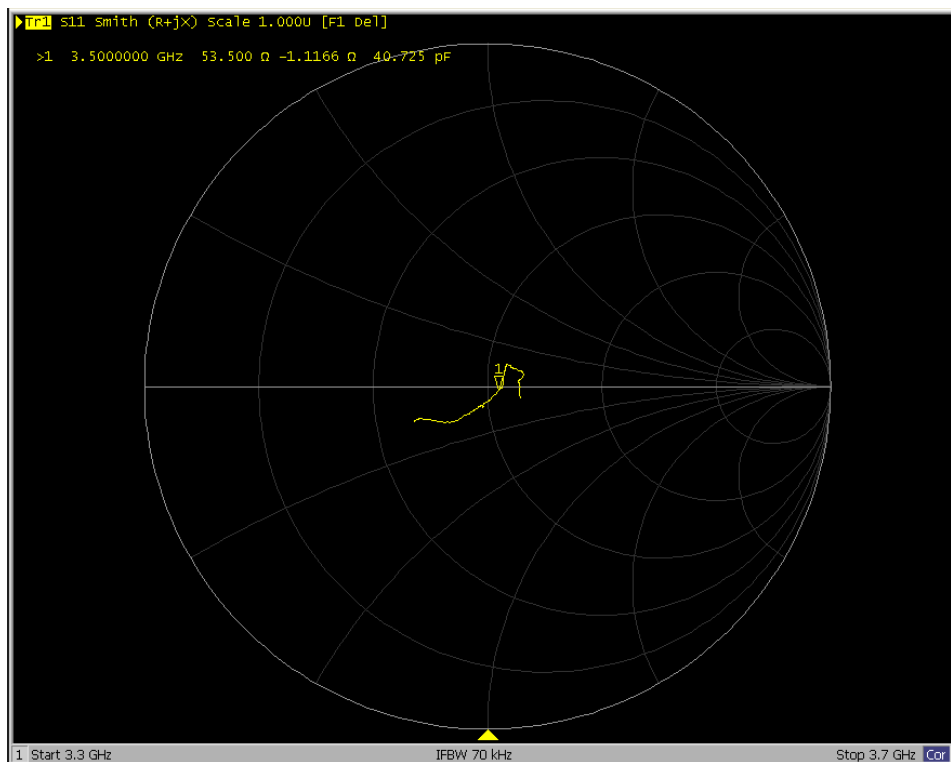 Tr1 S11 Smith (R+jX) Scale 1.000U [F1 Del]
>1 3.5000000 GHz 53.500 Ω -1.1166 Ω 40.725 pF
1
1 Start 3.3 GHz IFBW 70 kHz Stop 3.7 GHz Cor